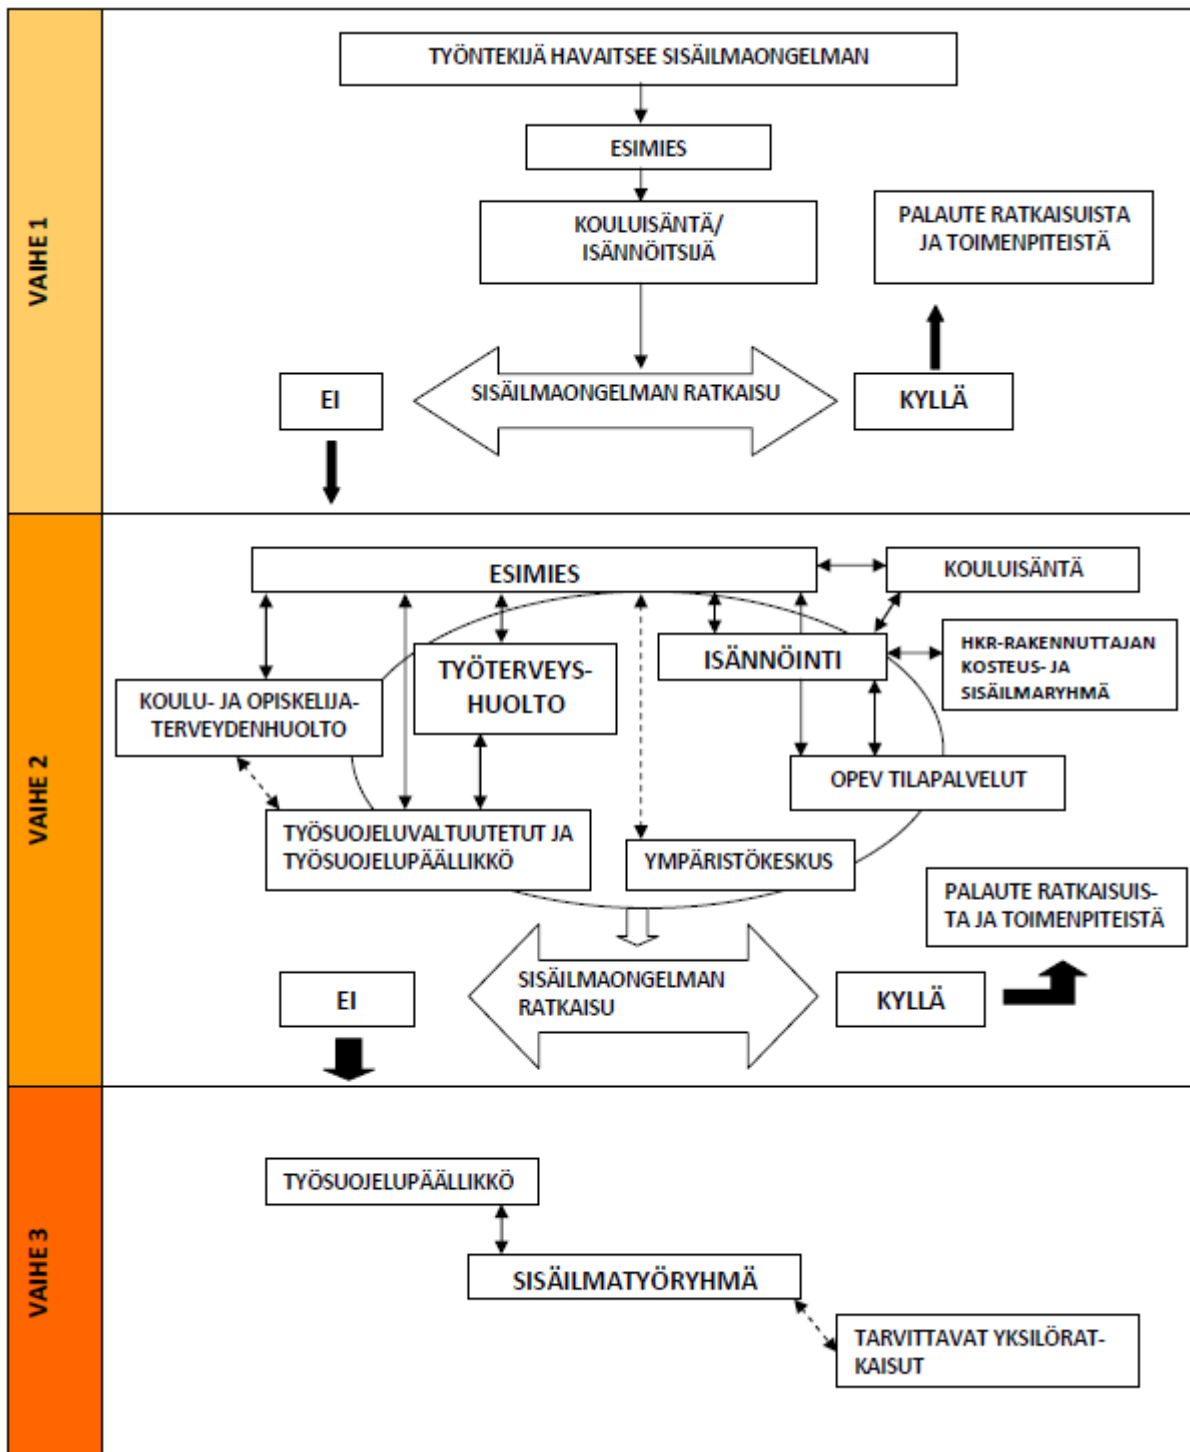 VAIHE 1
TYÖNTEKIJÄ HAVAITSEE SISÄILMAONGELMAN
ESIMIES
KOULUISÄNTÄ/
ISÄNNÖITSIJÄ
PALAUTE RATKAISUISTA
JA TOIMENPITEISTÄ
EI
SISÄILMAONGELMAN RATKAISU
KYLLÄ
VAIHE 2
ESIMIES
KOULUISÄNTÄ
ISÄNNÖINTI
HKR-RAKENNUTTAJAN
KOSTEUS- JA
SISÄILMARYHMÄ
TYÖTERVEYS-
HUOLTO
KOULU- JA OPISKELIJA-
TERVEYDENHUOLTO
OPEV TILAPALVELUT
TYÖSUOJELUVALTUUTETUT JA
TYÖSUOJELUPÄÄLLIKKÖ
YMPÄRISTÖKESKUS
PALAUTE RATKAISUIS-
TA JA TOIMENPITEISTÄ
EI
SISÄILMAONGELMAN
RATKAISU
KYLLÄ
VAIHE 3
TYÖSUOJELUPÄÄLLIKKÖ
SISÄILMATYÖRYHMÄ
TARVITTAVAT YKSILÖRAT-
KAISUT